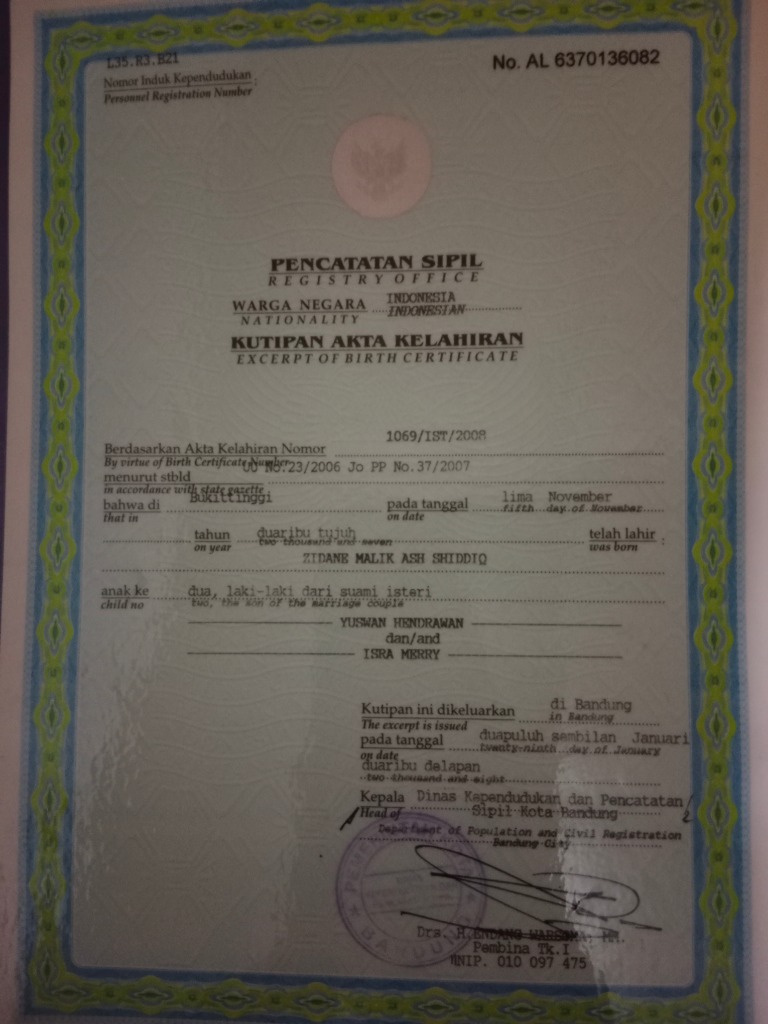 L35.R3.B21
No. AL 6370136082
Nomor Induk Kependudukan :
Personnel Registration Number
PENCATATAN SIPIL
REGISTRY OFFICE
WARGA NEGARA INDONESIA
NATIONALITY INDONESIAN
KUTIPAN AKTA KELAHIRAN
EXCERPT OF BIRTH CERTIFICATE
Berdasarkan Akta Kelahiran Nomor 1069/IST/2008
By virtue of Birth Certificate Number
menurut stbld UU No.23/2006 Jo PP No.37/2007
in accordance with state gazette
bahwa di Bukittinggi pada tanggal lima November
that in on date fifth day of November
tahun duaribu tujuh telah lahir :
on year two thousand and seven was born
ZIDANE MALIK ASH SHIDDIQ
anak ke dua, laki-laki dari suami isteri
child no two, the son of the marriage couple
YUSWAN HENDRAWAN
dan/and
ISRA MERRY
Kutipan ini dikeluarkan di Bandung
The excerpt is issued in Bandung
pada tanggal duapuluh sembilan Januari
on date twenty-ninth day of January
duaribu delapan
two thousand and eight
Kepala Dinas Kependudukan dan Pencatatan
Head of Sipil Kota Bandung
Department of Population and Civil Registration
Bandung City
Drs. H.ENDANG
Pembina Tk.I
NIP. 010 097 475
BANDUNG